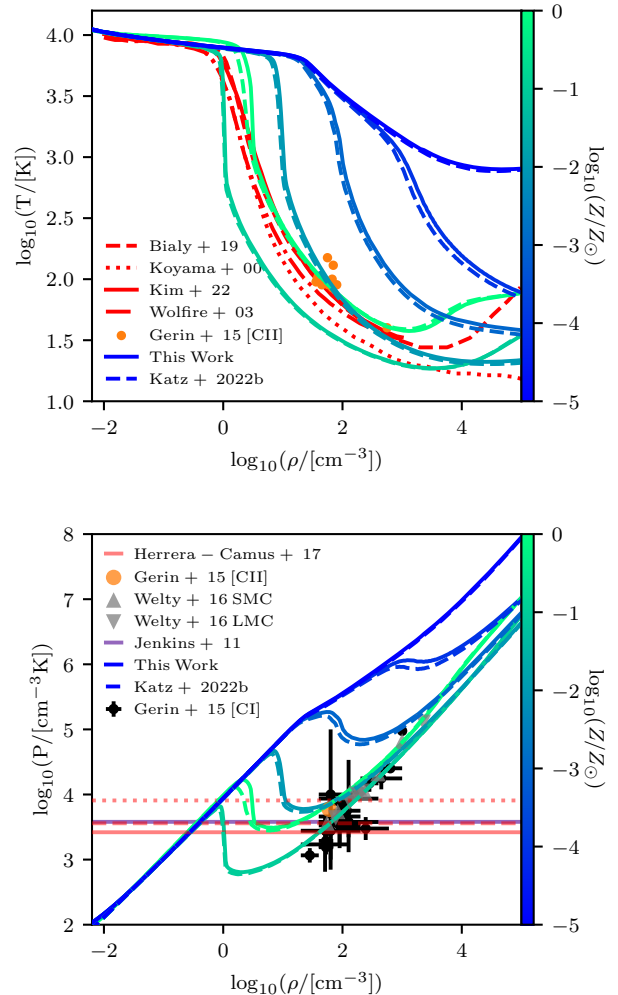 4.0
3.5
3.0
2.5
2.0
1.5
1.0
log₁₀(T/[K])
Bialy + 19
Koyama + 00
Kim + 22
Wolfire + 03
Gerin + 15 [CII]
This Work
Katz + 2022b
−2
0
2
4
log₁₀(ρ/[cm⁻³])
0
−1
−2
−3
−4
−5
log₁₀(Z/Z⊙)
8
7
6
5
4
3
2
log₁₀(P/[cm⁻³K)
Herrera − Camus + 17
Gerin + 15 [CII]
Welty + 16 SMC
Welty + 16 LMC
Jenkins + 11
This Work
Katz + 2022b
Gerin + 15 [CI]
−2
0
2
4
log₁₀(ρ/[cm⁻³])
0
−1
−2
−3
−4
−5
log₁₀(Z/Z⊙)